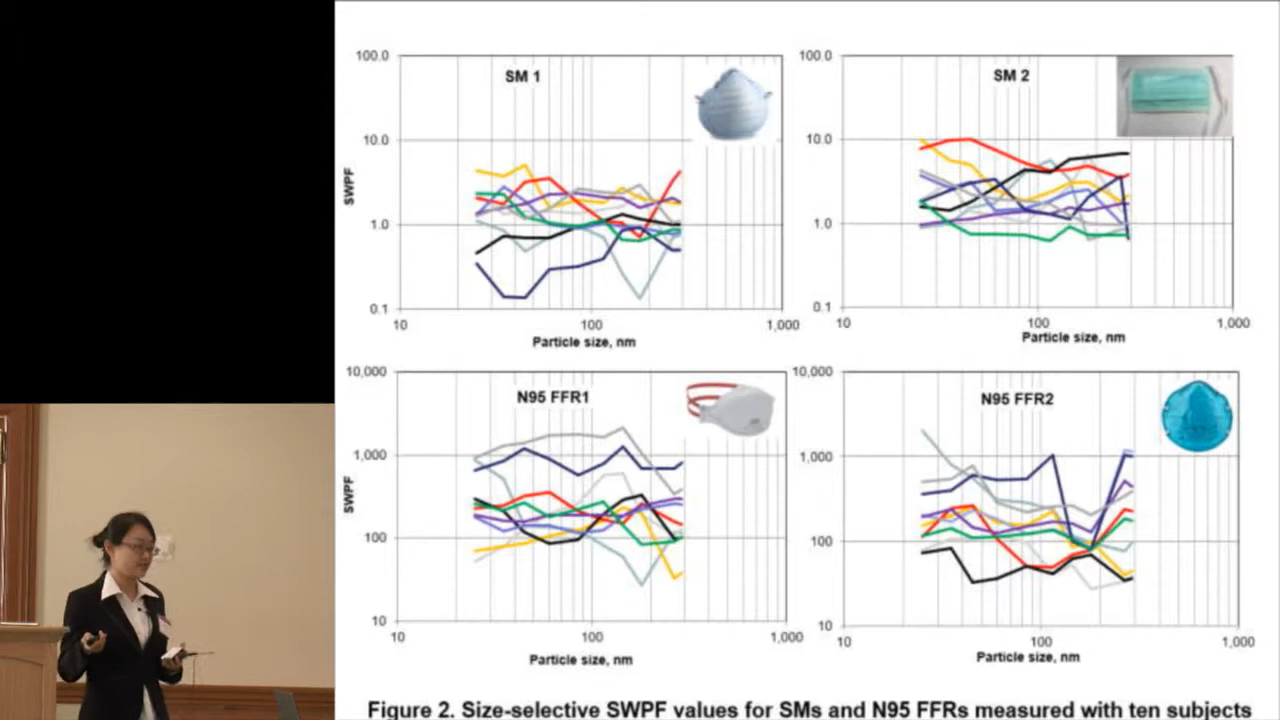 100.0
10.0
1.0
0.1
SWPF
SM 1
10
100
1,000
Particle size, nm
100.0
10.0
1.0
0.1
SM 2
10
100
1,000
Particle size, nm
10,000
1,000
100
10
SWPF
N95 FFR1
10
100
1,000
Particle size, nm
10,000
1,000
100
10
N95 FFR2
10
100
1,000
Particle size, nm
Figure 2. Size-selective SWPF values for SMs and N95 FFRs measured with ten subjects